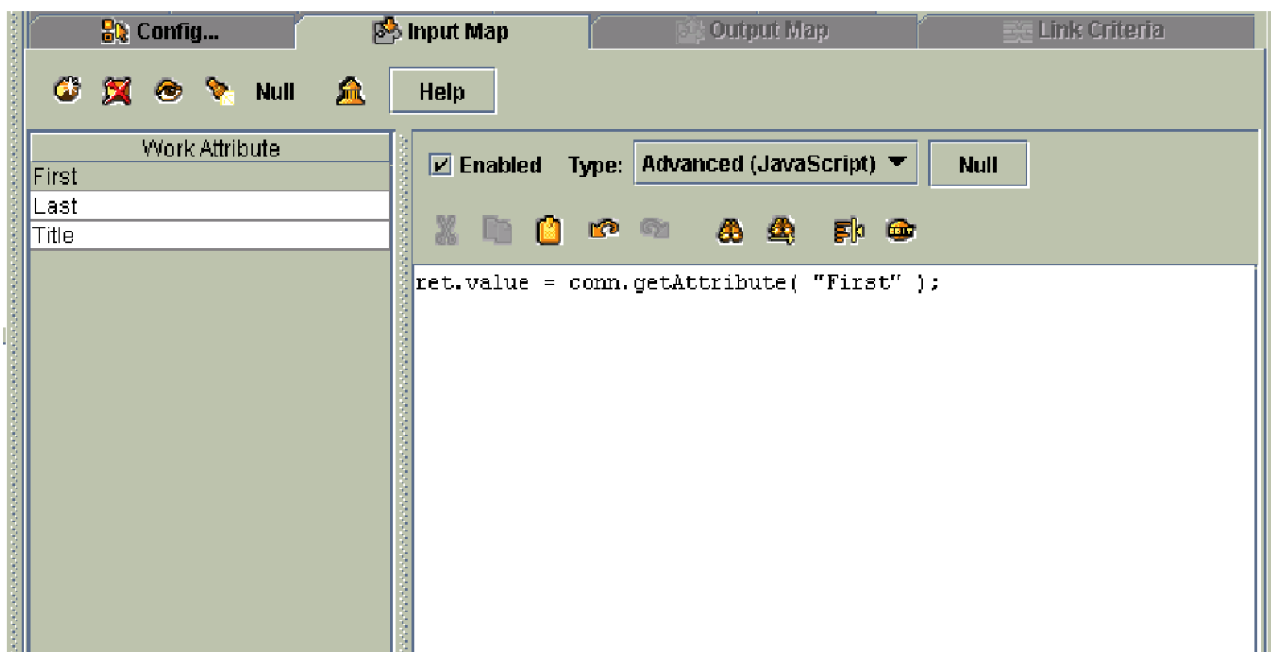 Config... Input Map Output Map Link Criteria
Null Help
Work Attribute
First
Last
Title
Enabled Type: Advanced (JavaScript) Null
ret.value = conn.getAttribute( "First" );